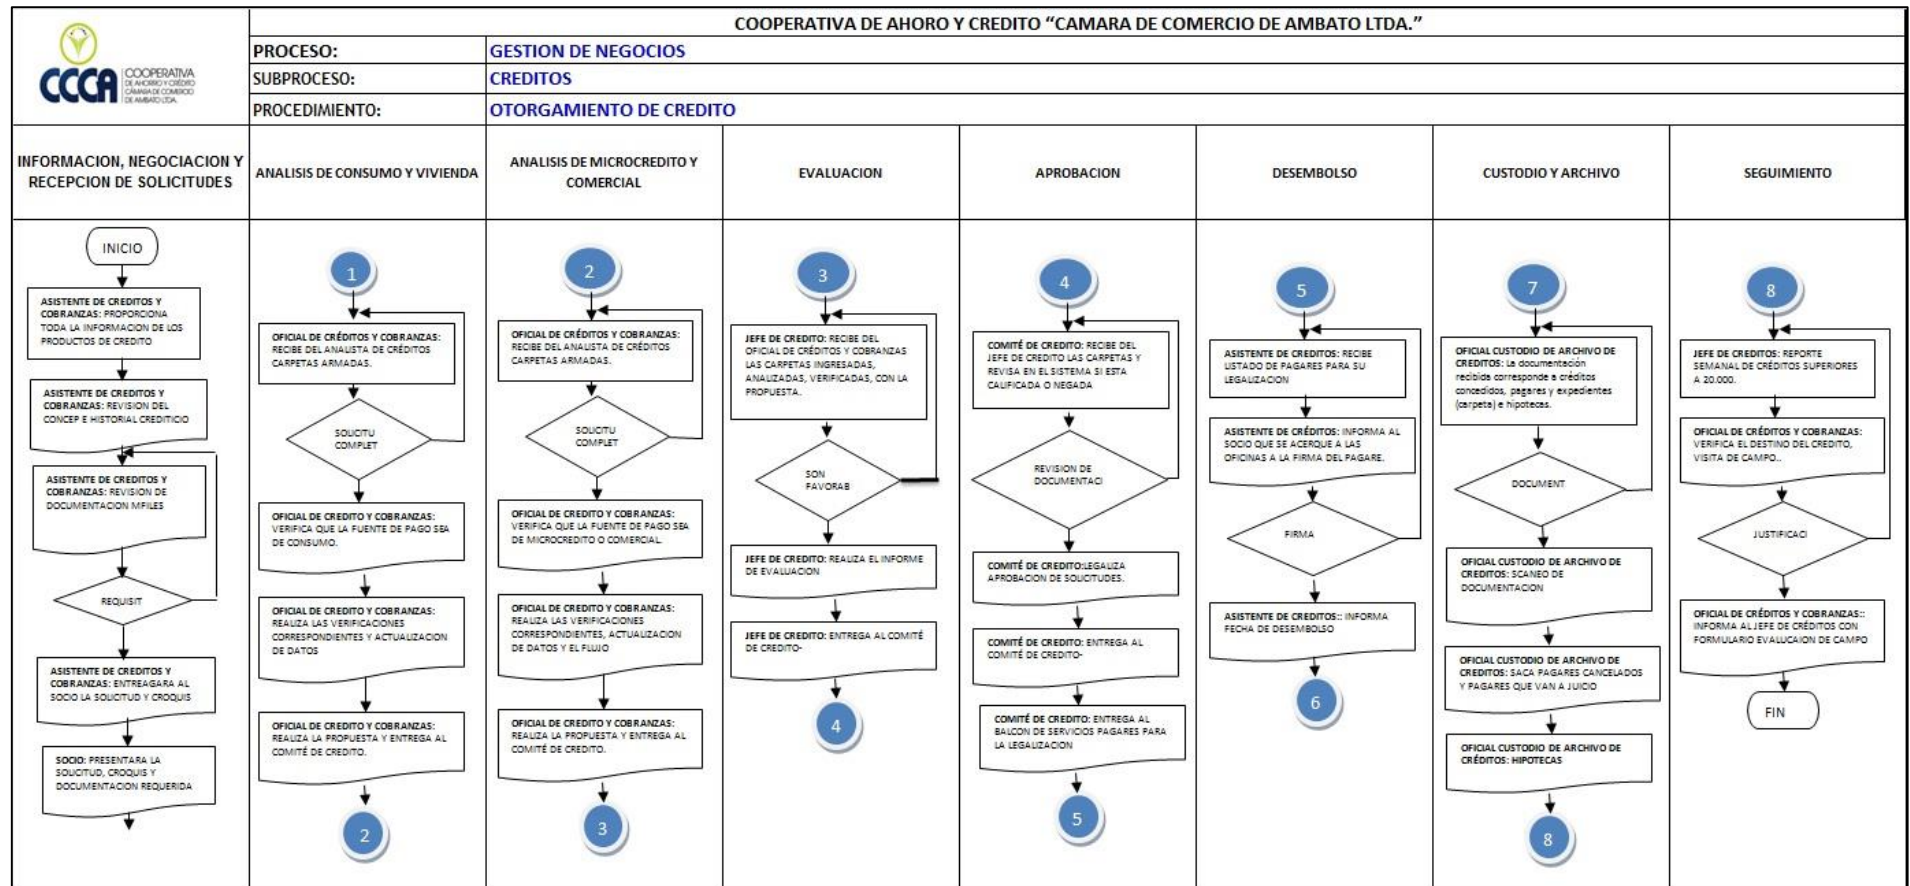 COOPERATIVA DE AHORO Y CREDITO “CAMARA DE COMERCIO DE AMBATO LTDA.”
CCCA
COOPERATIVA
DE AHORRO Y CRÉDITO
CÁMARA DE COMERCIO
DE AMBATO LTDA.
PROCESO: GESTION DE NEGOCIOS
SUBPROCESO: CREDITOS
PROCEDIMIENTO: OTORGAMIENTO DE CREDITO
INFORMACION, NEGOCIACION Y
RECEPCION DE SOLICITUDES
ANALISIS DE CONSUMO Y VIVIENDA
ANALISIS DE MICROCREDITO Y
COMERCIAL
EVALUACION
APROBACION
DESEMBOLSO
CUSTODIO Y ARCHIVO
SEGUIMIENTO
INICIO
ASISTENTE DE CREDITOS Y
COBRANZAS: PROPORCIONA
TODA LA INFORMACION DE LOS
PRODUCTOS DE CREDITO
ASISTENTE DE CREDITOS Y
COBRANZAS: REVISION DEL
CONCEP E HISTORIAL CREDITICIO
ASISTENTE DE CREDITOS Y
COBRANZAS: REVISION DE
DOCUMENTACION MFILES
REQUISIT
ASISTENTE DE CREDITOS Y
COBRANZAS: ENTREAGARA AL
SOCIO LA SOLICITUD Y CROQUIS
SOCIO: PRESENTARA LA
SOLICITUD, CROQUIS Y
DOCUMENTACION REQUERIDA
1
OFICIAL DE CRÉDITOS Y COBRANZAS:
RECIBE DEL ANALISTA DE CRÉDITOS
CARPETAS ARMADAS.
SOLICITU
COMPLET
OFICIAL DE CREDITO Y COBRANZAS:
VERIFICA QUE LA FUENTE DE PAGO SEA
DE CONSUMO.
OFICIAL DE CREDITO Y COBRANZAS:
REALIZA LAS VERIFICACIONES
CORRESPONDIENTES Y ACTUALIZACION
DE DATOS
OFICIAL DE CREDITO Y COBRANZAS:
REALIZA LA PROPUESTA Y ENTREGA AL
COMITÉ DE CREDITO.
2
2
OFICIAL DE CRÉDITOS Y COBRANZAS:
RECIBE DEL ANALISTA DE CRÉDITOS
CARPETAS ARMADAS.
SOLICITU
COMPLET
OFICIAL DE CREDITO Y COBRANZAS:
VERIFICA QUE LA FUENTE DE PAGO SEA
DE MICROCREDITO O COMERCIAL.
OFICIAL DE CREDITO Y COBRANZAS:
REALIZA LAS VERIFICACIONES
CORRESPONDIENTES, ACTUALIZACION
DE DATOS Y EL FLUJO
OFICIAL DE CREDITO Y COBRANZAS:
REALIZA LA PROPUESTA Y ENTREGA AL
COMITÉ DE CREDITO.
3
3
JEFE DE CREDITO: RECIBE DEL
OFICIAL DE CRÉDITOS Y COBRANZAS
LAS CARPETAS INGRESADAS,
ANALIZADAS, VERIFICADAS, CON LA
PROPUESTA.
SON
FAVORAB
JEFE DE CREDITO: REALIZA EL INFORME
DE EVALUACION
JEFE DE CREDITO: ENTREGA AL COMITÉ
DE CREDITO-
4
4
COMITÉ DE CREDITO: RECIBE DEL
JEFE DE CREDITO LAS CARPETAS Y
REVISA EN EL SISTEMA SI ESTA
CALIFICADA O NEGADA
REVISION DE
DOCUMENTACI
COMITÉ DE CREDITO:LEGALIZA
APROBACION DE SOLICITUDES.
COMITÉ DE CREDITO: ENTREGA AL
COMITÉ DE CREDITO-
COMITÉ DE CREDITO: ENTREGA AL
BALCON DE SERVICIOS PAGARES PARA
LA LEGALIZACION
5
5
ASISTENTE DE CRÉDITOS: RECIBE
LISTADO DE PAGARES PARA SU
LEGALIZACION
ASISTENTE DE CRÉDITOS: INFORMA AL
SOCIO QUE SE ACERQUE A LAS
OFICINAS A LA FIRMA DEL PAGARE.
FIRMA
ASISTENTE DE CREDITOS:: INFORMA
FECHA DE DESEMBOLSO
6
7
OFICIAL CUSTODIO DE ARCHIVO DE
CREDITOS: La documentación
recibida corresponde a créditos
concedidos, pagares y expedientes
(carpeta) e hipotecas.
DOCUMENT
OFICIAL CUSTODIO DE ARCHIVO DE
CREDITOS: SCANEO DE
DOCUMENTACION
OFICIAL CUSTODIO DE ARCHIVO DE
CREDITOS: SACA PAGARES CANCELADOS
Y PAGARES QUE VAN A JUICIO
OFICIAL CUSTODIO DE ARCHIVO DE
CRÉDITOS: HIPOTECAS
8
8
JEFE DE CREDITOS: REPORTE
SEMANAL DE CRÉDITOS SUPERIORES
A 20.000.
OFICIAL DE CRÉDITOS Y COBRANZAS:
VERIFICA EL DESTINO DEL CREDITO,
VISITA DE CAMPO..
JUSTIFICACI
OFICIAL DE CRÉDITOS Y COBRANZAS::
INFORMA AL JEFE DE CRÉDITOS CON
FORMULARIO EVALUCAION DE CAMPO
FIN